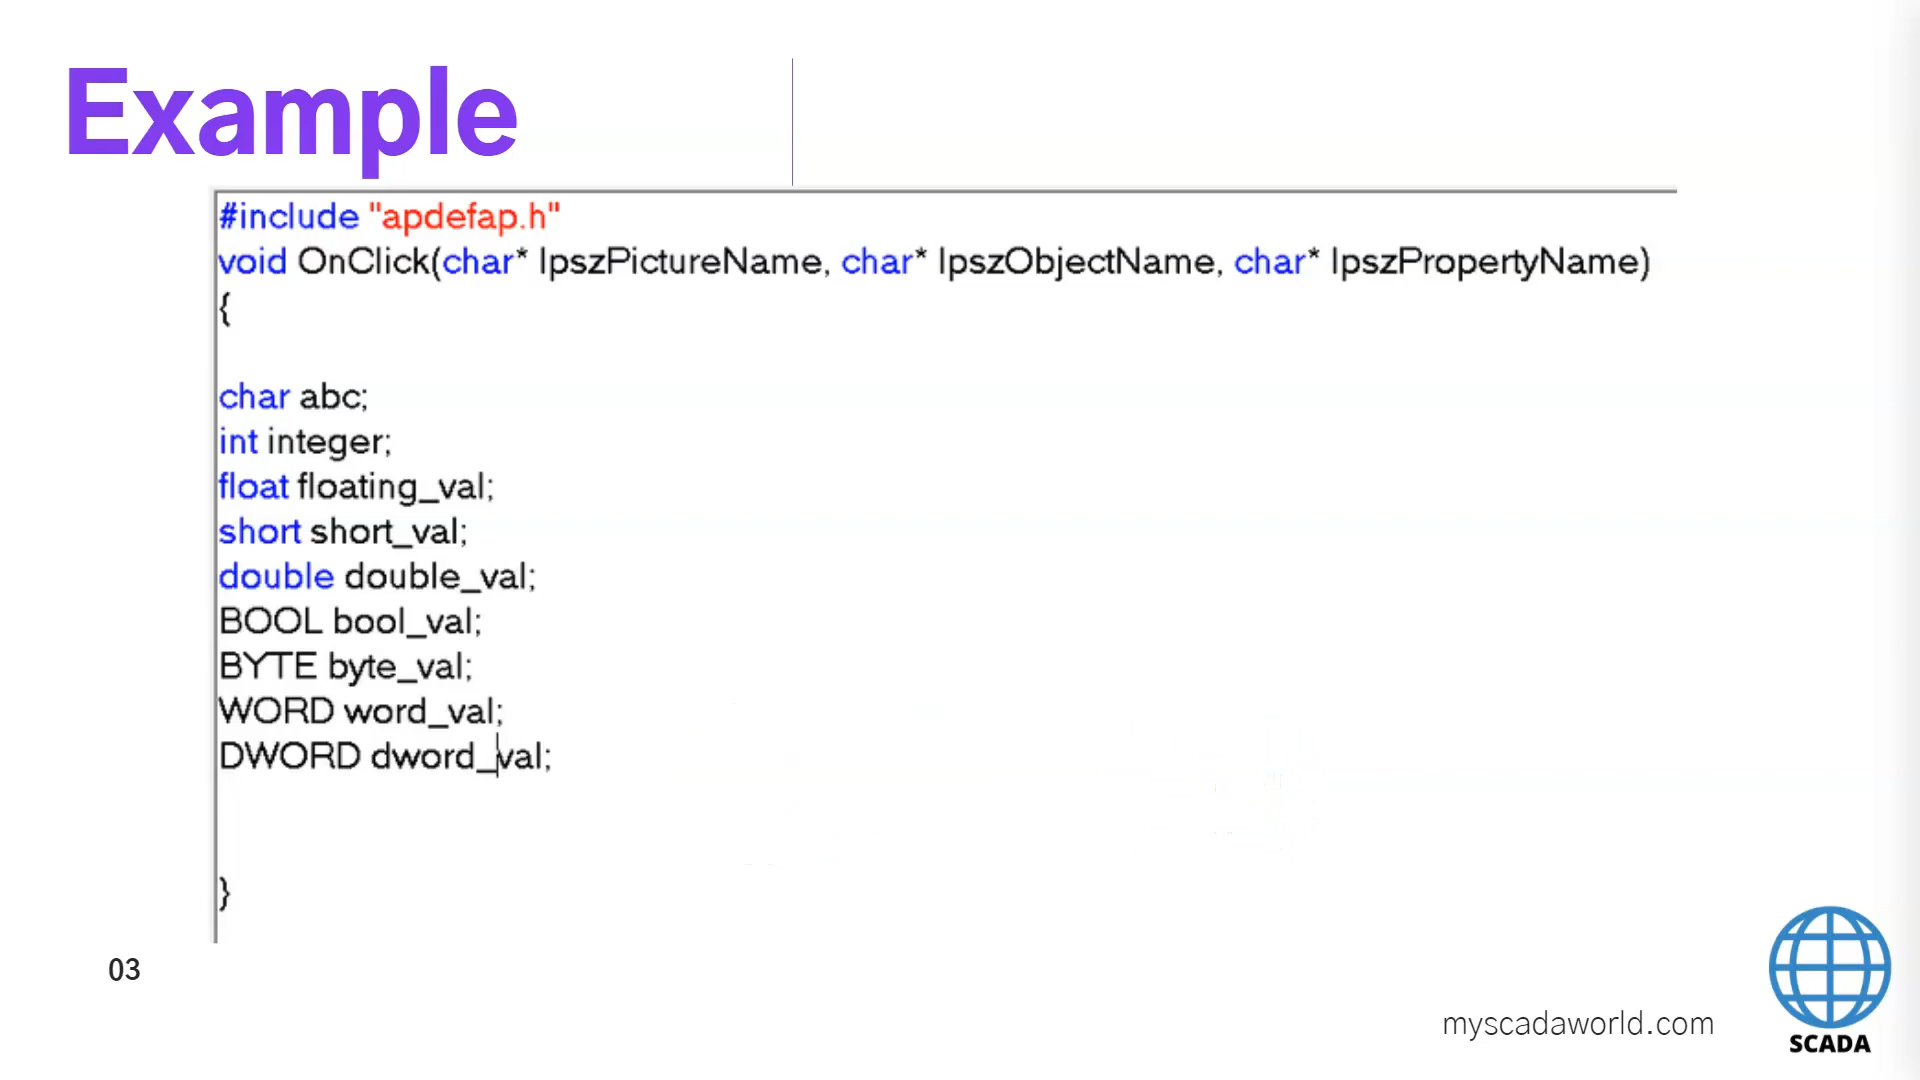 Example
#include "apdefap.h"
void OnClick(char* lpszPictureName, char* lpszObjectName, char* lpszPropertyName)
{
char abc;
int integer;
float floating_val;
short short_val;
double double_val;
BOOL bool_val;
BYTE byte_val;
WORD word_val;
DWORD dword_val;
}
03
myscadaworld.com
SCADA